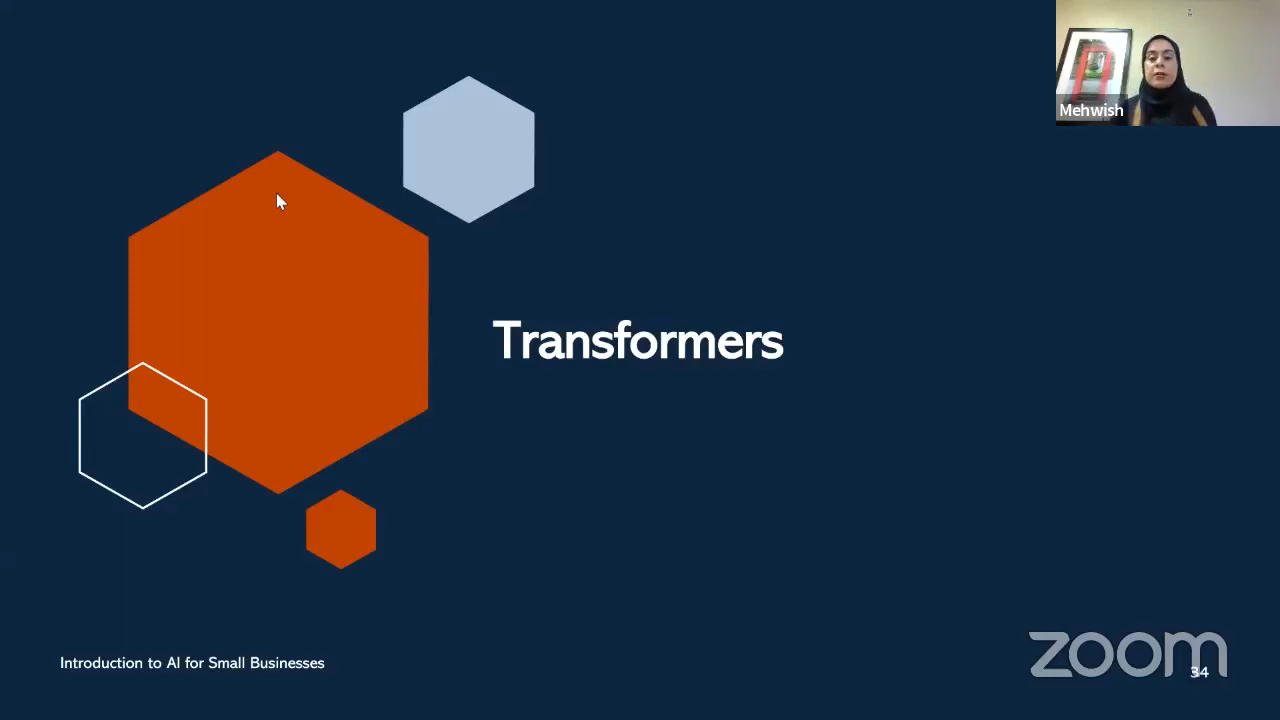 Mehwish
Transformers
Introduction to AI for Small Businesses
zoom
34